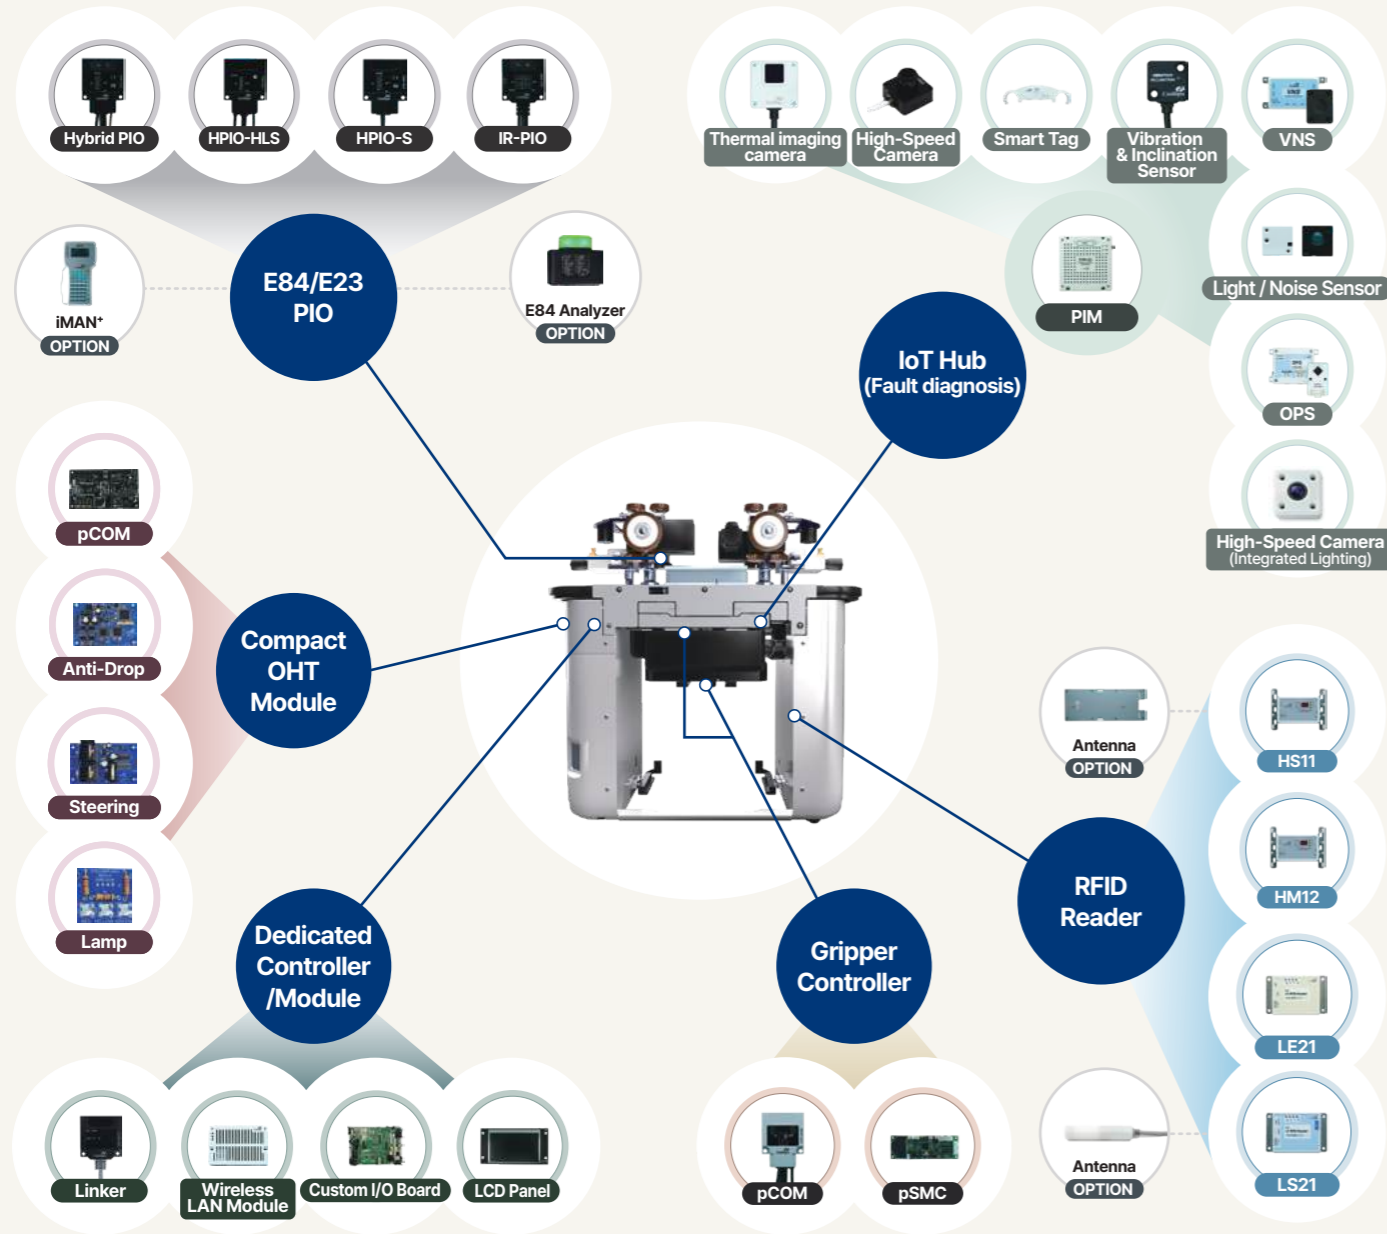 Hybrid PIO
HPIO-HLS
HPIO-S
IR-PIO
Thermal imaging
camera
High-Speed
Camera
Smart Tag
Vibration
& Inclination
Sensor
VNS
iMAN+
OPTION
E84/E23
PIO
E84 Analyzer
OPTION
PIM
Light / Noise Sensor
IoT Hub
(Fault diagnosis)
OPS
High-Speed Camera
(Integrated Lighting)
pCOM
Anti-Drop
Steering
Lamp
Compact
OHT
Module
Antenna
OPTION
HS11
HM12
LE21
LS21
RFID
Reader
Dedicated
Controller
/Module
Gripper
Controller
Linker
Wireless
LAN Module
Custom I/O Board
LCD Panel
pCOM
pSMC
Antenna
OPTION